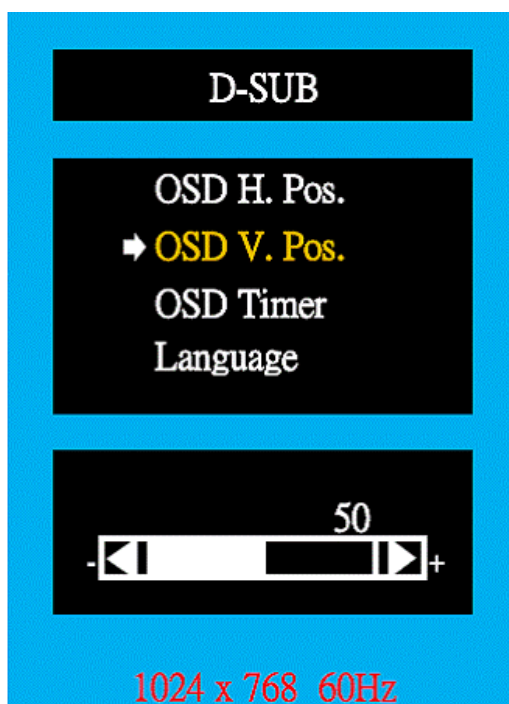 D-SUB
OSD H. Pos.
OSD V. Pos.
OSD Timer
Language
50
- +
1024 x 768 60Hz